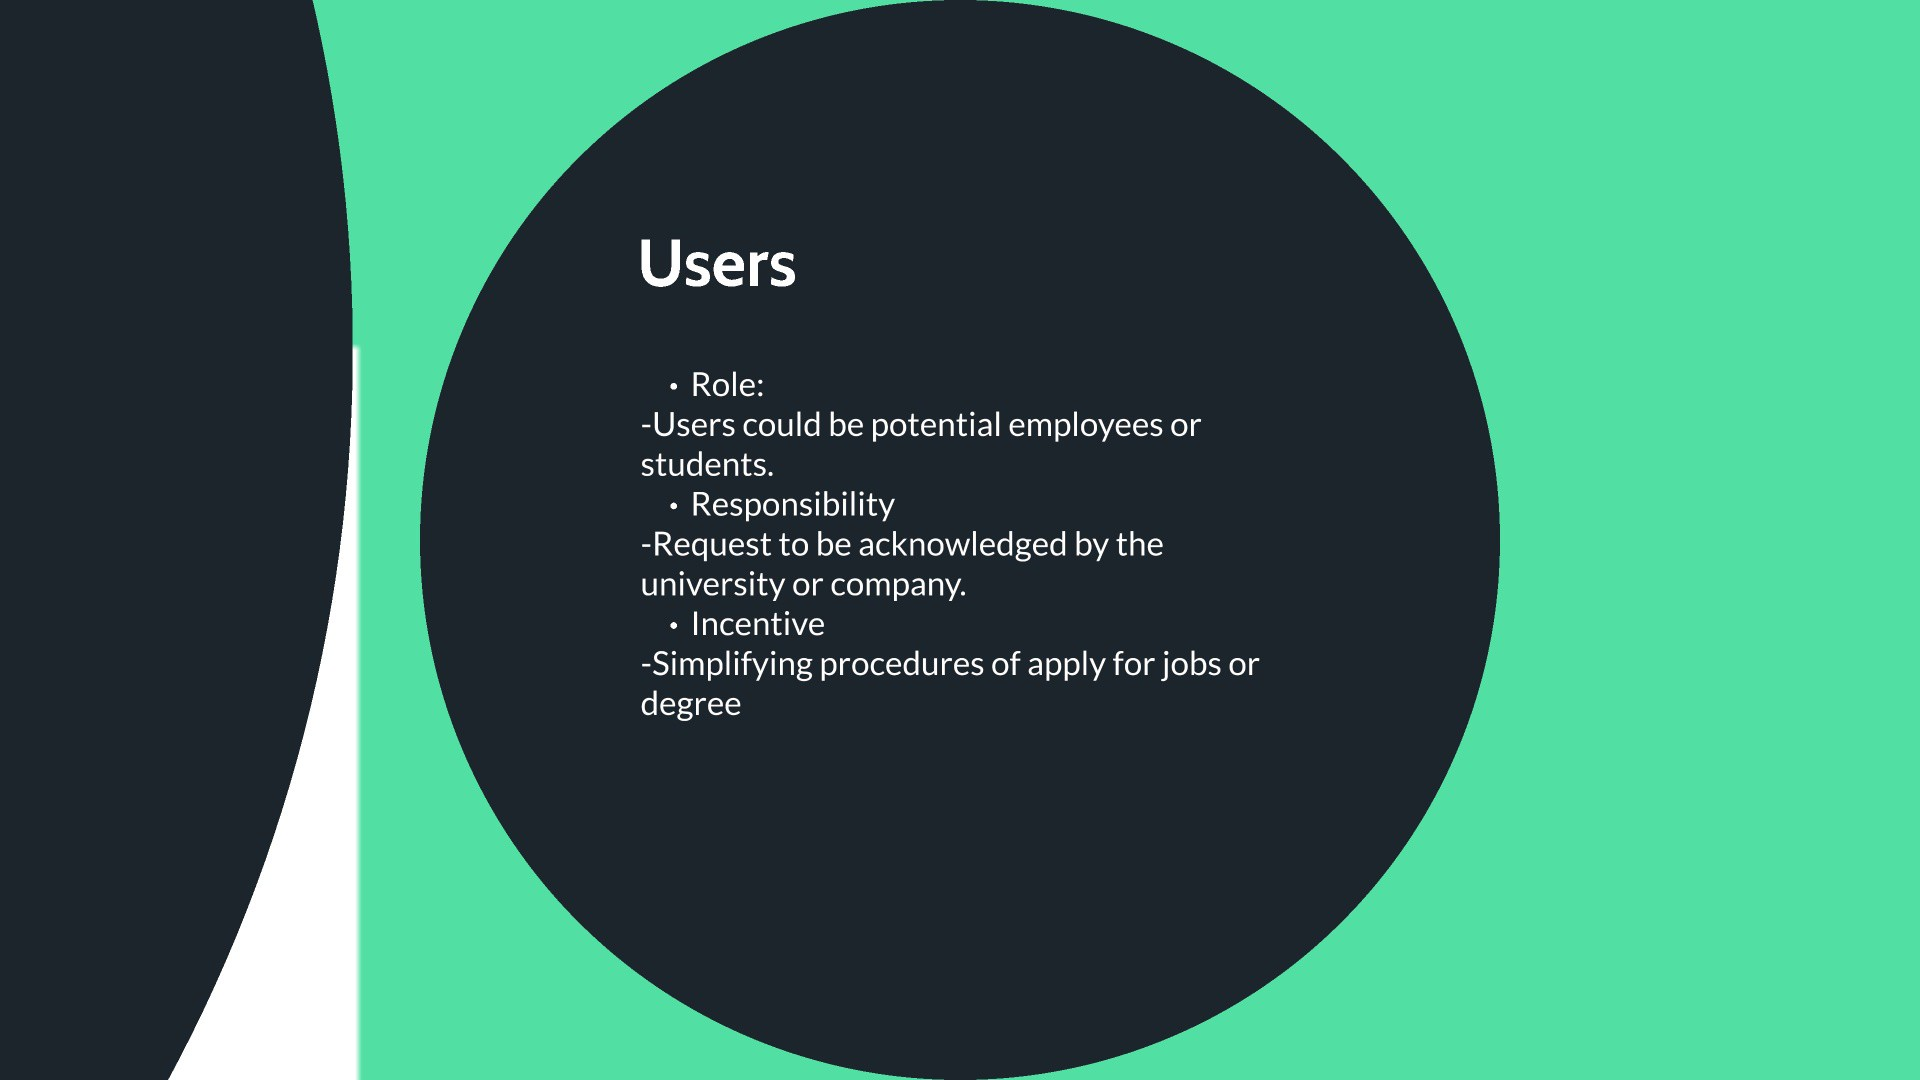 Users
• Role:
-Users could be potential employees or
students.
• Responsibility
-Request to be acknowledged by the
university or company.
• Incentive
-Simplifying procedures of apply for jobs or
degree